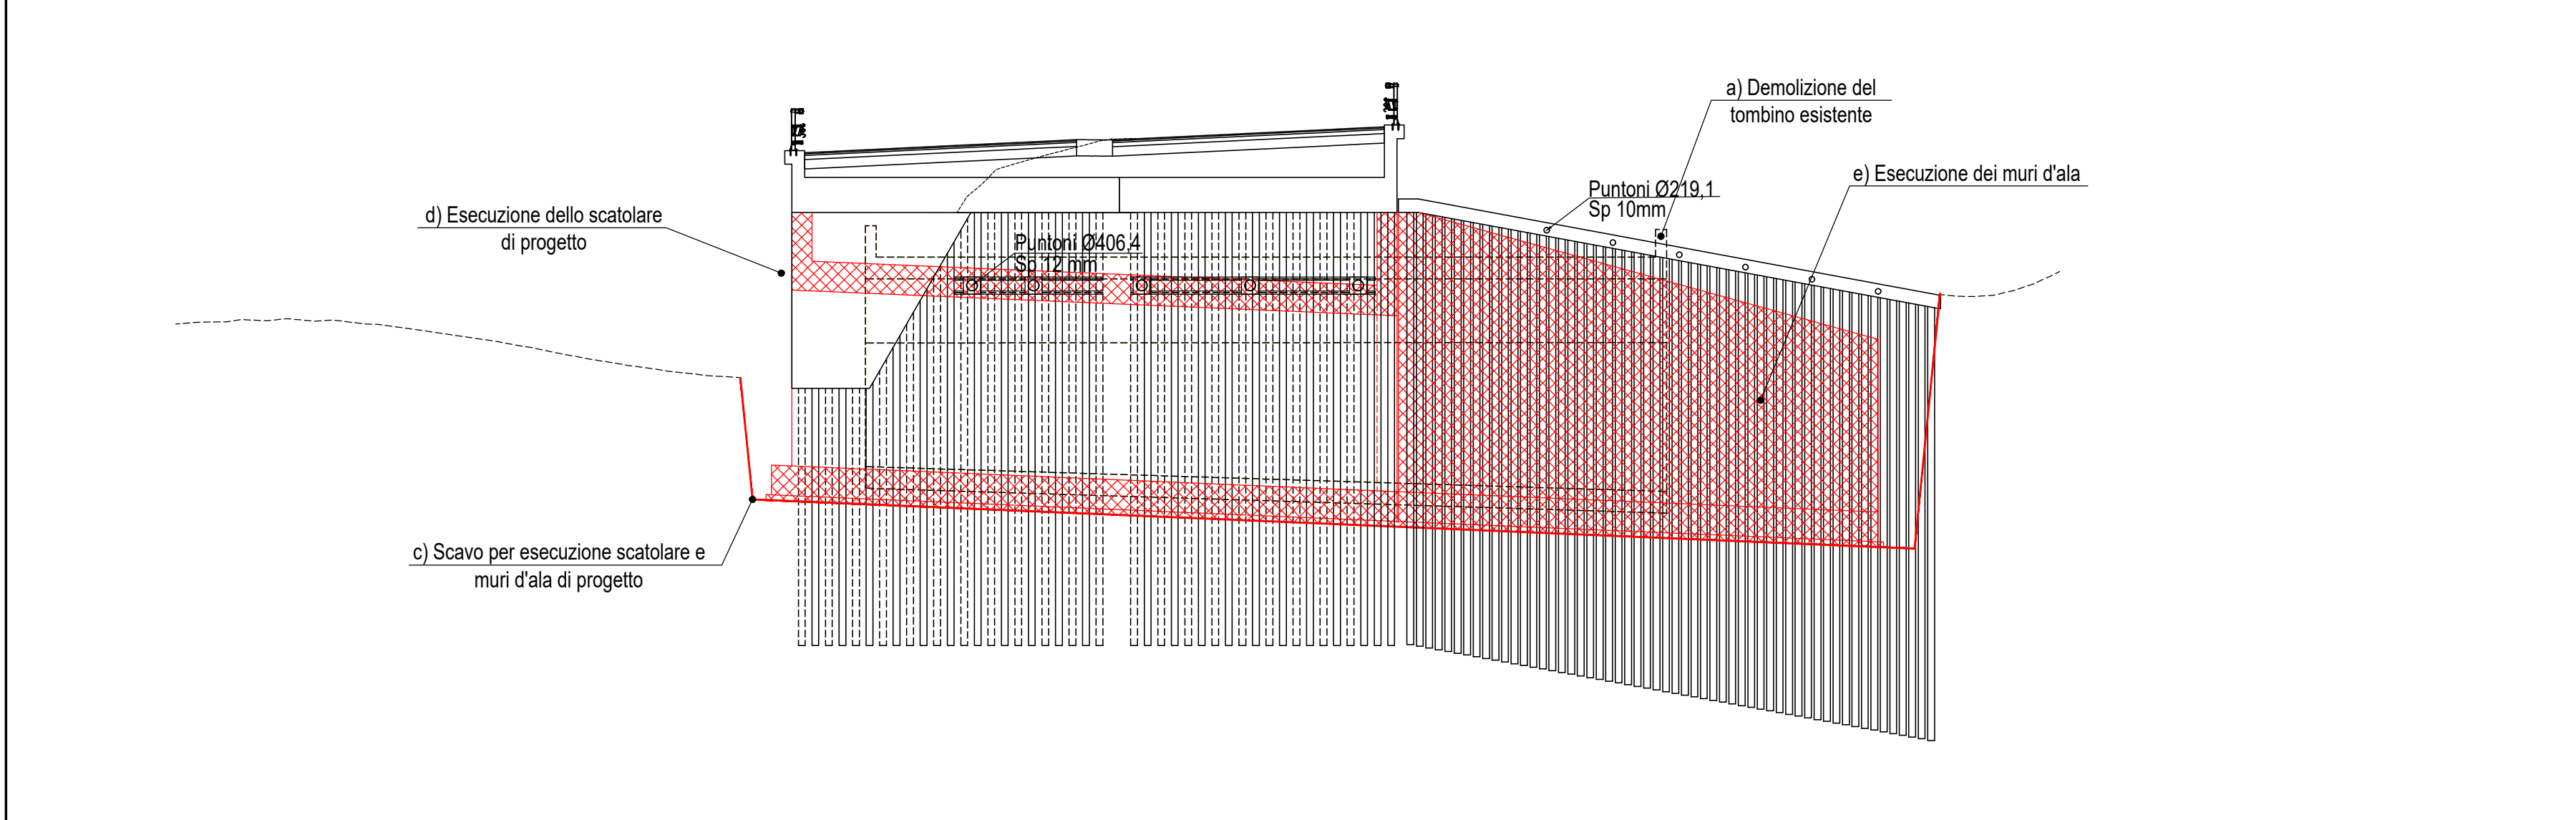 a) Demolizione del
tombino esistente
e) Esecuzione dei muri d'ala
Puntoni Ø219,1
Sp 10mm
d) Esecuzione dello scatolare
di progetto
Puntoni Ø406,4
Sp 12 mm
c) Scavo per esecuzione scatolare e
muri d'ala di progetto